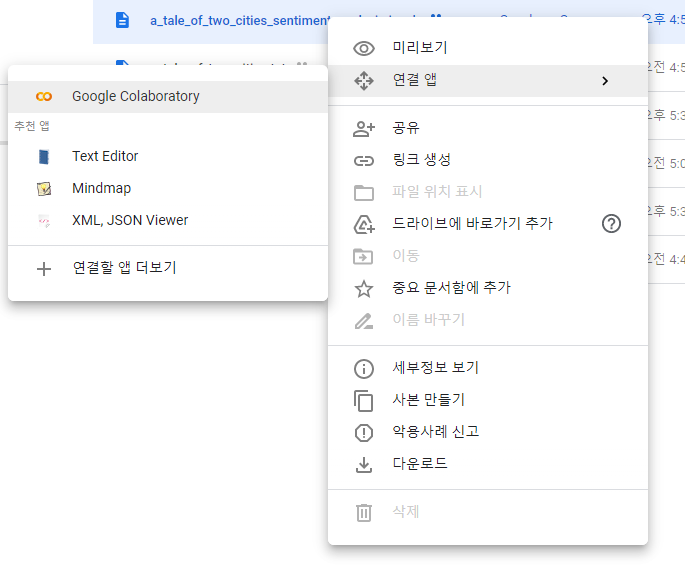 a_tale_of_two_cities_sentiment
오후 4:5
미리보기
오전 4:5
연결 앱
Google Colaboratory
추천 앱
Text Editor
Mindmap
XML, JSON Viewer
연결할 앱 더보기
오후 5:3
공유
링크 생성
오후 5:0
파일 위치 표시
오후 5:3
드라이브에 바로가기 추가
이동
오전 4:4
중요 문서함에 추가
이름 바꾸기
세부정보 보기
사본 만들기
악용사례 신고
다운로드
삭제